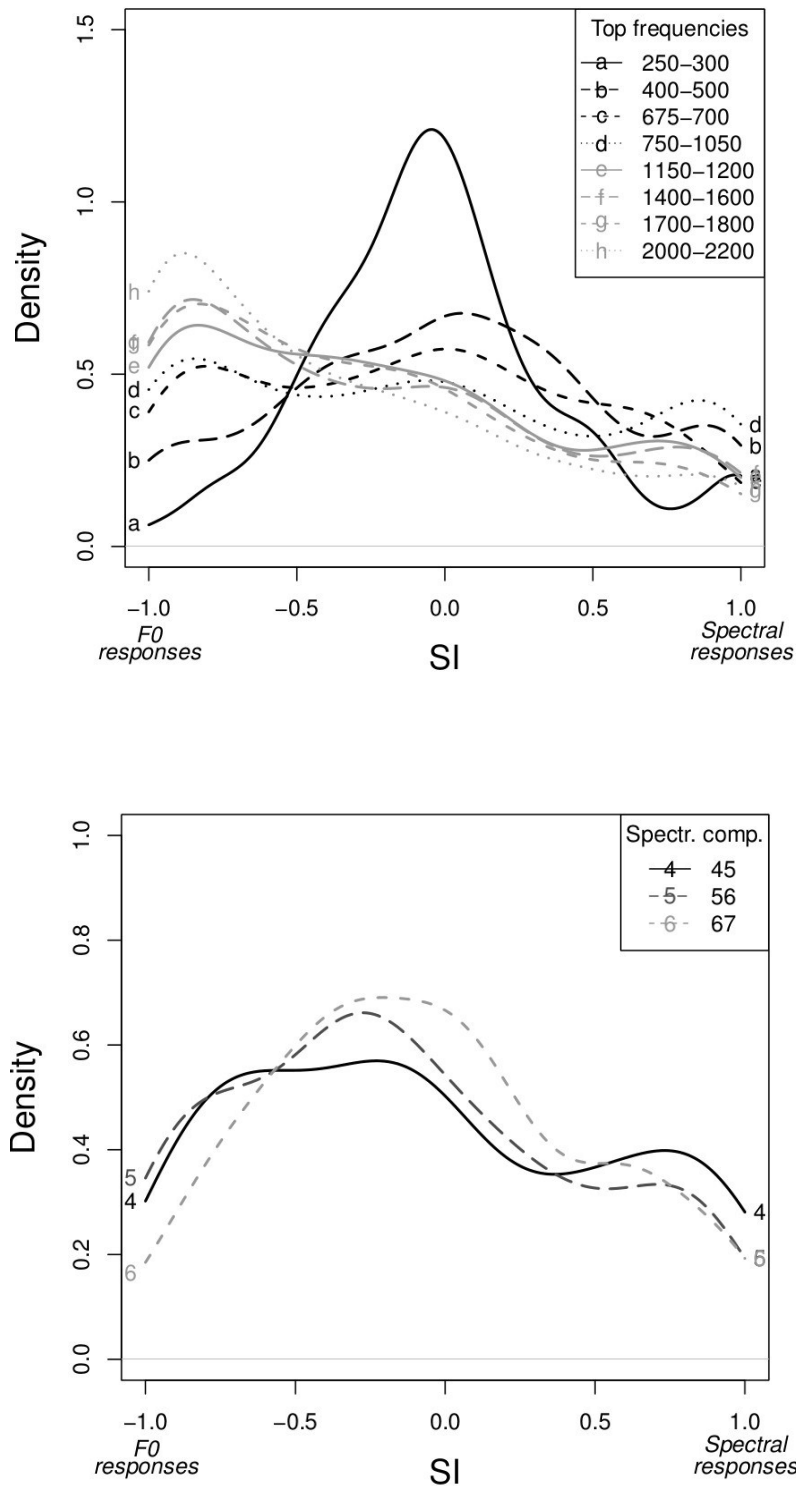 Top frequencies
a 250−300
b 400−500
c 675−700
d 750−1050
e 1150−1200
f 1400−1600
g 1700−1800
h 2000−2200
Density
1.5
1.0
0.5
0.0
h
f
g
e
d
c
b
a
d
b
g
−1.0 −0.5 0.0 0.5 1.0
F0
responses
Spectral
responses
SI
Spectr. comp.
4 45
5 56
6 67
Density
1.0
0.8
0.6
0.4
0.2
0.0
5
4
6
4
5
6
−1.0 −0.5 0.0 0.5 1.0
F0
responses
Spectral
responses
SI